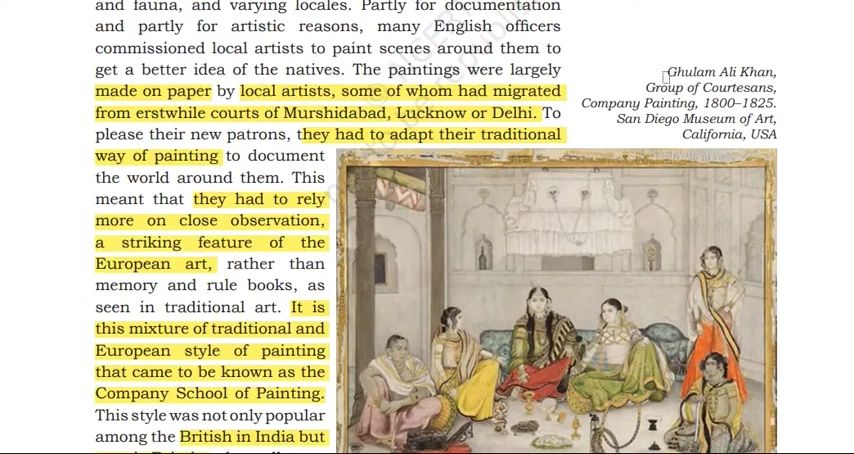 and fauna, and varying locales. Partly for documentation
and partly for artistic reasons, many English officers
commissioned local artists to paint scenes around them to
get a better idea of the natives. The paintings were largely
made on paper by local artists, some of whom had migrated
from erstwhile courts of Murshidabad, Lucknow or Delhi. To
please their new patrons, they had to adapt their traditional
way of painting to document
the world around them. This
meant that they had to rely
more on close observation,
a striking feature of the
European art, rather than
memory and rule books, as
seen in traditional art. It is
this mixture of traditional and
European style of painting
that came to be known as the
Company School of Painting.
This style was not only popular
among the British in India but
Ghulam Ali Khan,
Group of Courtesans,
Company Painting, 1800–1825.
San Diego Museum of Art,
California, USA